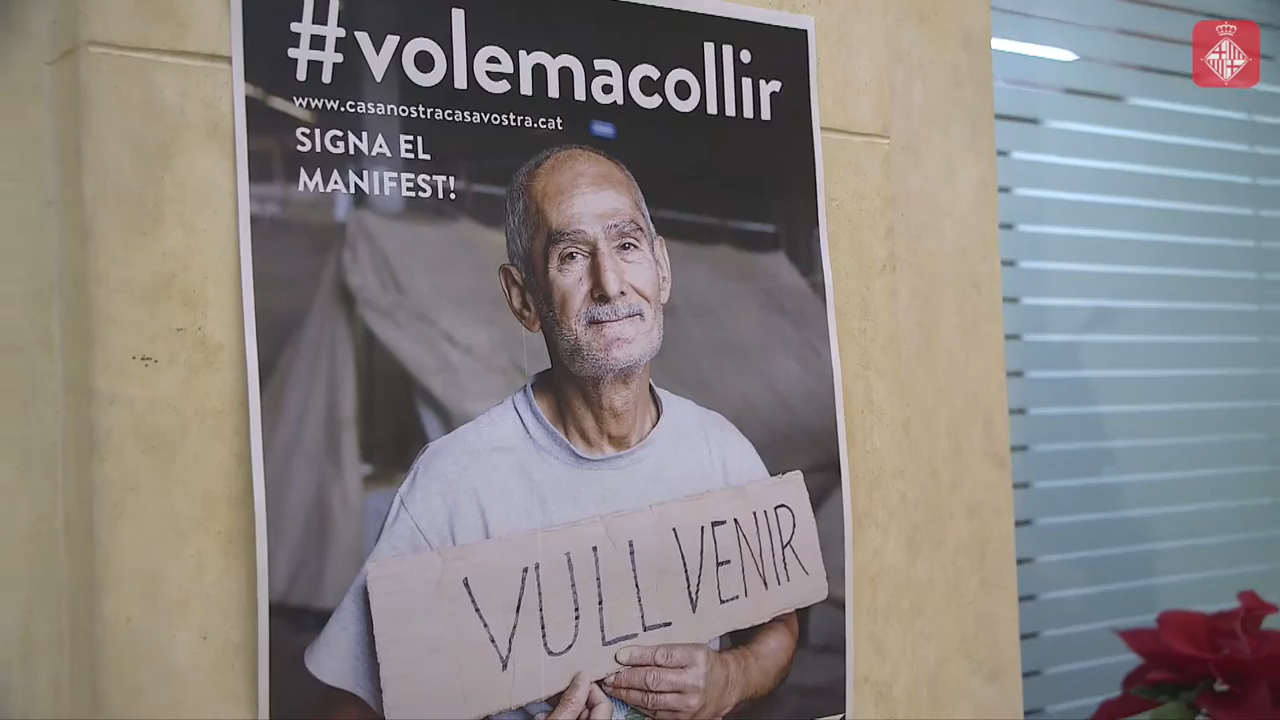 #volemacollir
www.casanostracasavostra.cat
SIGNA EL
MANIFEST!
VULL VENIR